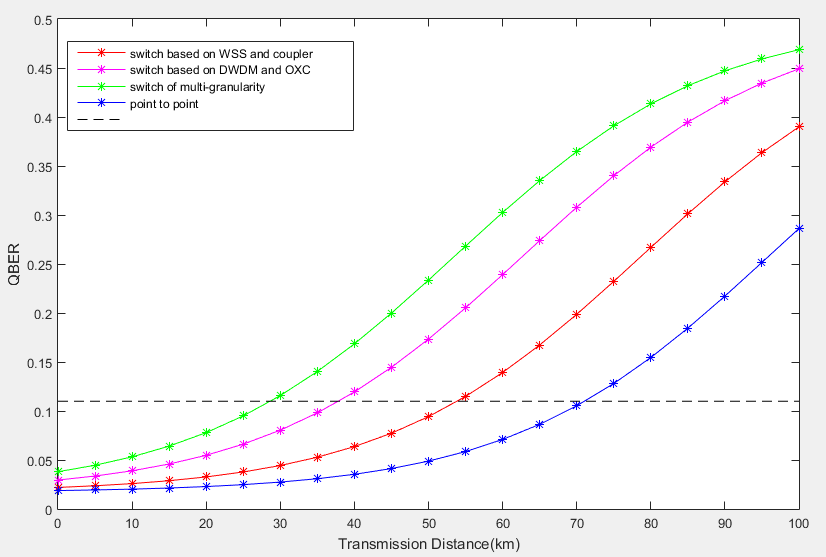 0.5
0.45
0.4
0.35
0.3
0.25
0.2
0.15
0.1
0.05
0
QBER
switch based on WSS and coupler
switch based on DWDM and OXC
switch of multi-granularity
point to point
0 10 20 30 40 50 60 70 80 90 100
Transmission Distance(km)